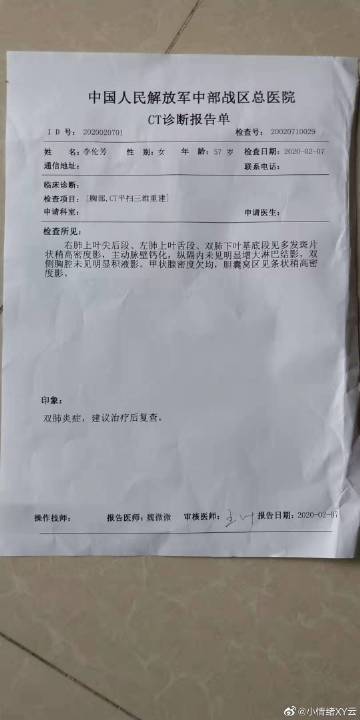 中国人民解放军中部战区总医院
CT诊断报告单
ID号: 2020020701 检查号: 20020710029
姓 名: 李伦芳 性 别: 女 年 龄: 57 岁 检查日期: 2020-02-07
通信地址: 联系电话:
临床诊断:
检查项目: [胸部,CT平扫三维重建]
申请科室: 申请医生:
检查所见:
右肺上叶尖后段、左肺上叶舌段、双肺下叶基底段见多发斑片
状稍高密度影，主动脉壁钙化，纵隔内未见明显增大淋巴结影，双
侧胸腔未见明显积液影。甲状腺密度欠均，胆囊窝区见条状稍高密
度影。
印象:
双肺炎症，建议治疗后复查。
操作技师: 报告医师: 魏微微 审核医师: 报告日期: 2020-02-07
@小情绪XY云